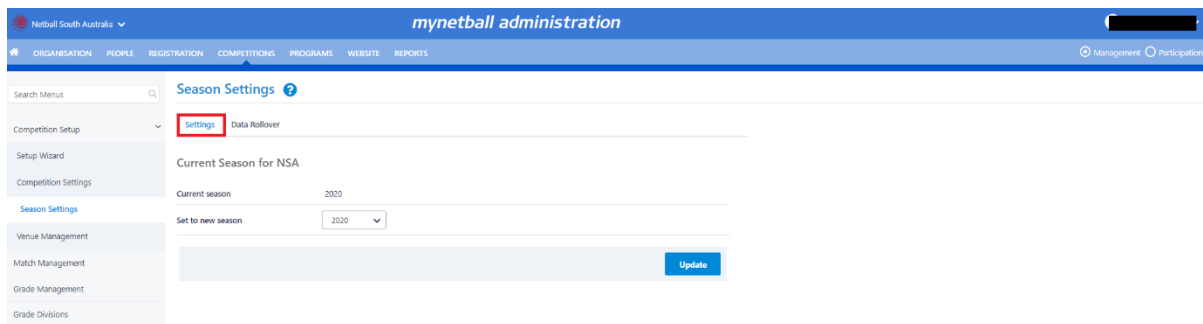 Netball South Australia
mynetball administration
ORGANISATION PEOPLE REGISTRATION COMPETITIONS PROGRAMS WEBSITE REPORTS
Management Participation
Search Menus
Season Settings ?
Competition Setup
Settings Data Rollover
Setup Wizard
Current Season for NSA
Competition Settings
Current season 2020
Season Settings
Set to new season 2020
Venue Management
Match Management
Update
Grade Management
Grade Divisions